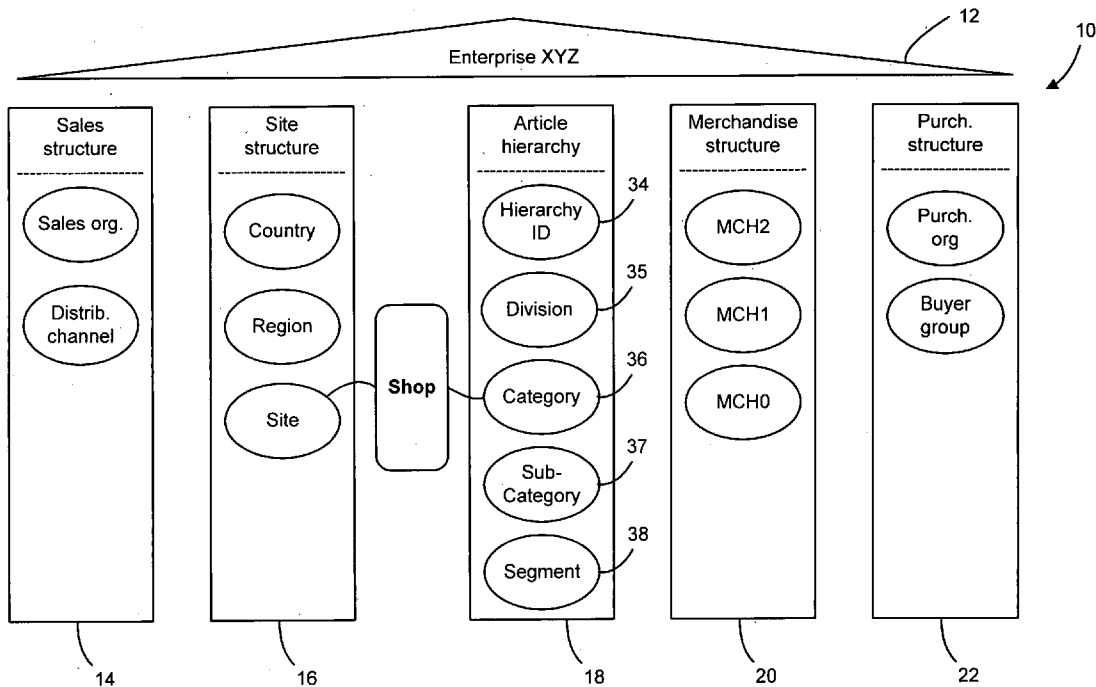 12
10
Enterprise XYZ
Sales
structure
Sales org.
Distrib.
channel
14
Site
structure
Country
Region
Site
16
Shop
Article
hierarchy
Hierarchy
ID
34
Division
35
Category
36
Sub-
Category
37
Segment
38
18
Merchandise
structure
MCH2
MCH1
MCH0
20
Purch.
structure
Purch.
org
Buyer
group
22